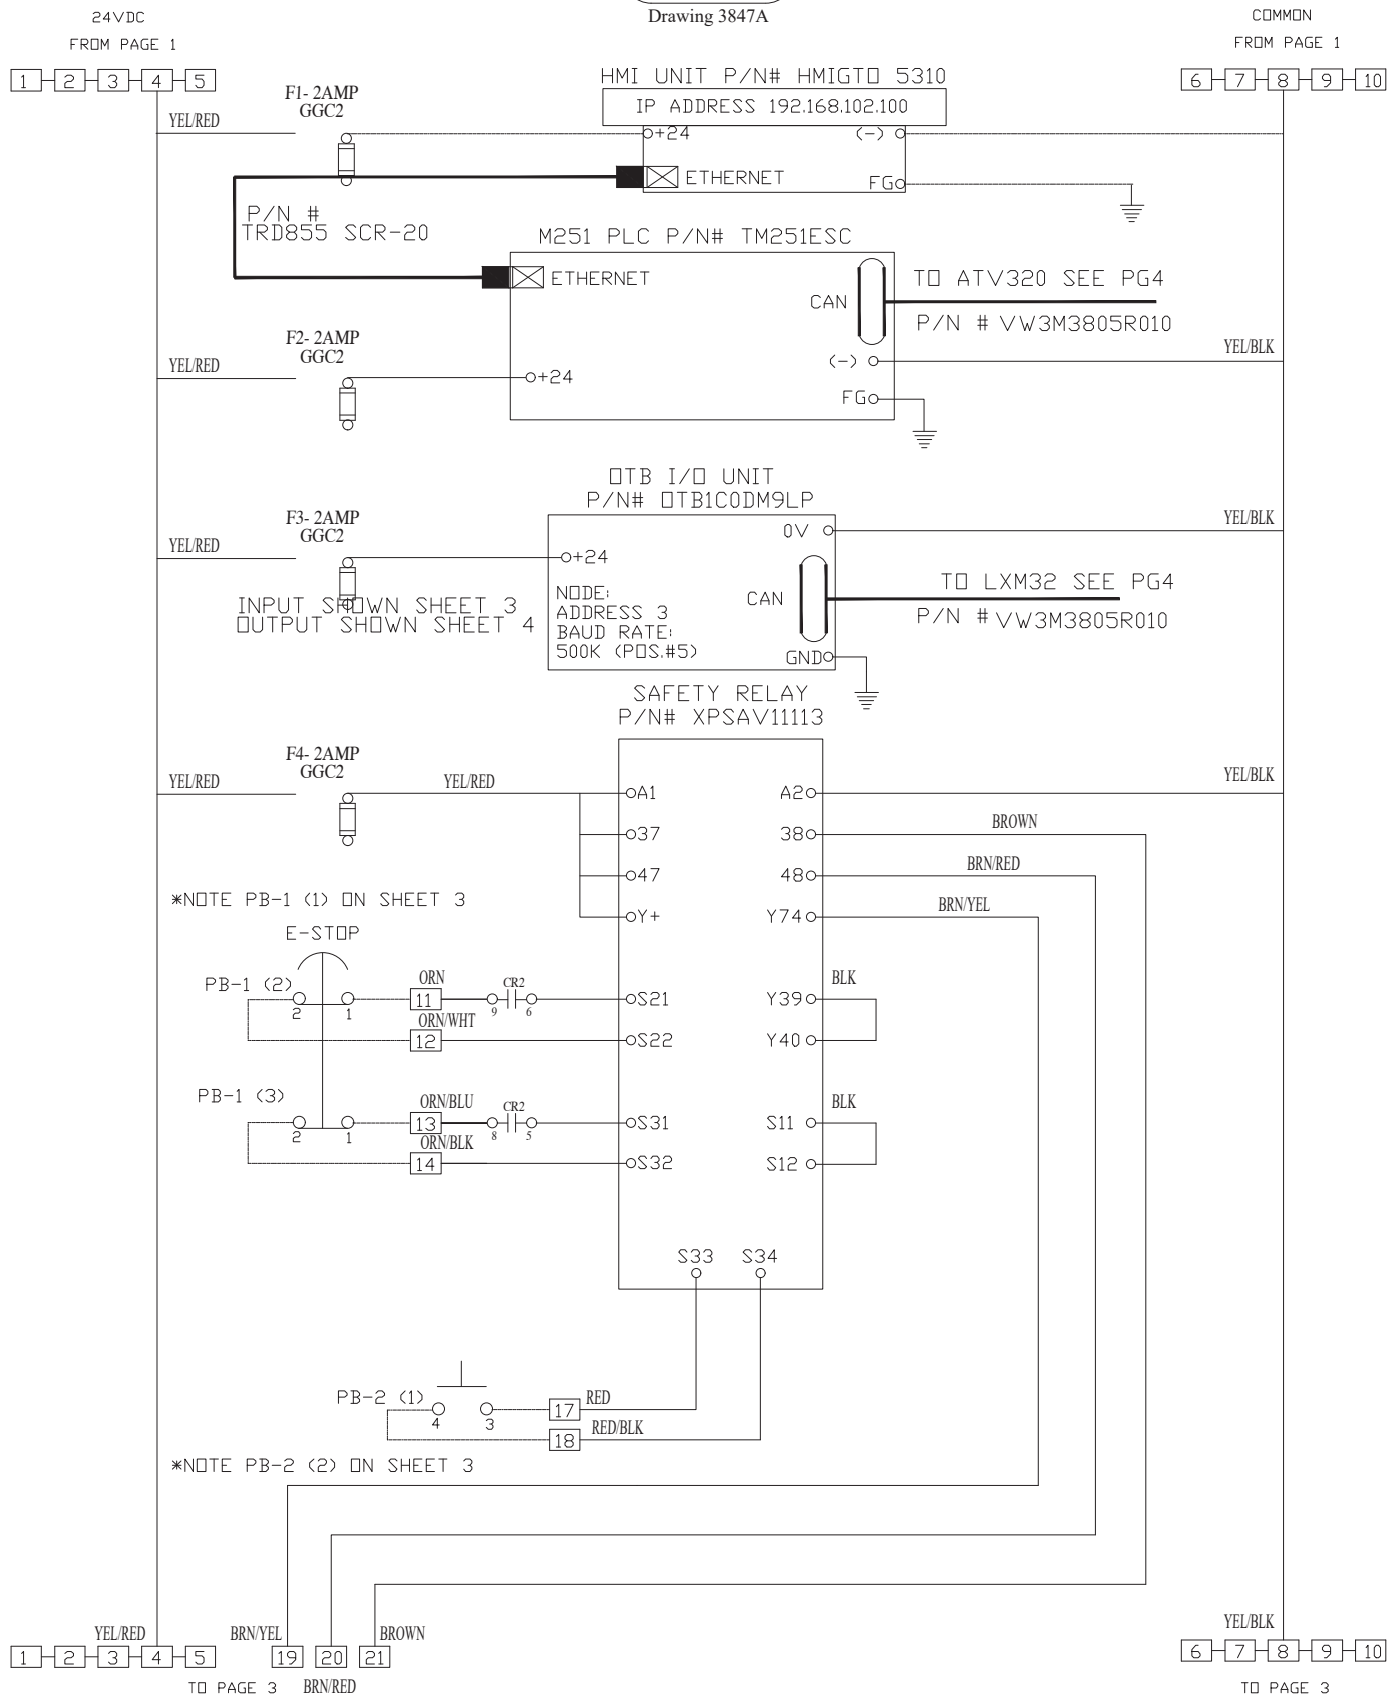 Drawing 3847A
24VDC
FROM PAGE 1
COMMON
FROM PAGE 1
1 2 3 4 5
6 7 8 9 10
HMI UNIT P/N# HMIGTO 5310
IP ADDRESS 192.168.102.100
F1- 2AMP
GGC2
YEL/RED
+24
(-)
ETHERNET
FG
P/N #
TRD855 SCR-20
M251 PLC P/N# TM251ESC
ETHERNET
CAN
TO ATV320 SEE PG4
P/N # VW3M3805R010
F2- 2AMP
GGC2
YEL/RED
+24
(-)
YEL/BLK
FG
OTB I/O UNIT
P/N# OTB1C0DM9LP
F3- 2AMP
GGC2
YEL/RED
0V
YEL/BLK
+24
INPUT SHOWN SHEET 3
OUTPUT SHOWN SHEET 4
NODE:
ADDRESS 3
BAUD RATE:
500K (POS.#5)
CAN
TO LXM32 SEE PG4
P/N # VW3M3805R010
GND
SAFETY RELAY
P/N# XPSAV11113
F4- 2AMP
GGC2
YEL/RED
YEL/RED
YEL/BLK
A1
A2
BROWN
37
38
BRN/RED
47
48
BRN/YEL
Y+
Y74
*NOTE PB-1 (1) ON SHEET 3
E-STOP
PB-1 (2)
2
1
ORN
11
CR2
9
6
S21
BLK
Y39
ORN/WHT
12
S22
Y40
PB-1 (3)
2
1
ORN/BLU
13
CR2
8
5
S31
BLK
S11
ORN/BLK
14
S32
S12
S33 S34
PB-2 (1)
4
3
17
RED
18
RED/BLK
*NOTE PB-2 (2) ON SHEET 3
YEL/RED
BRN/YEL
BROWN
YEL/BLK
1 2 3 4 5
19 20 21
6 7 8 9 10
TO PAGE 3
BRN/RED
TO PAGE 3